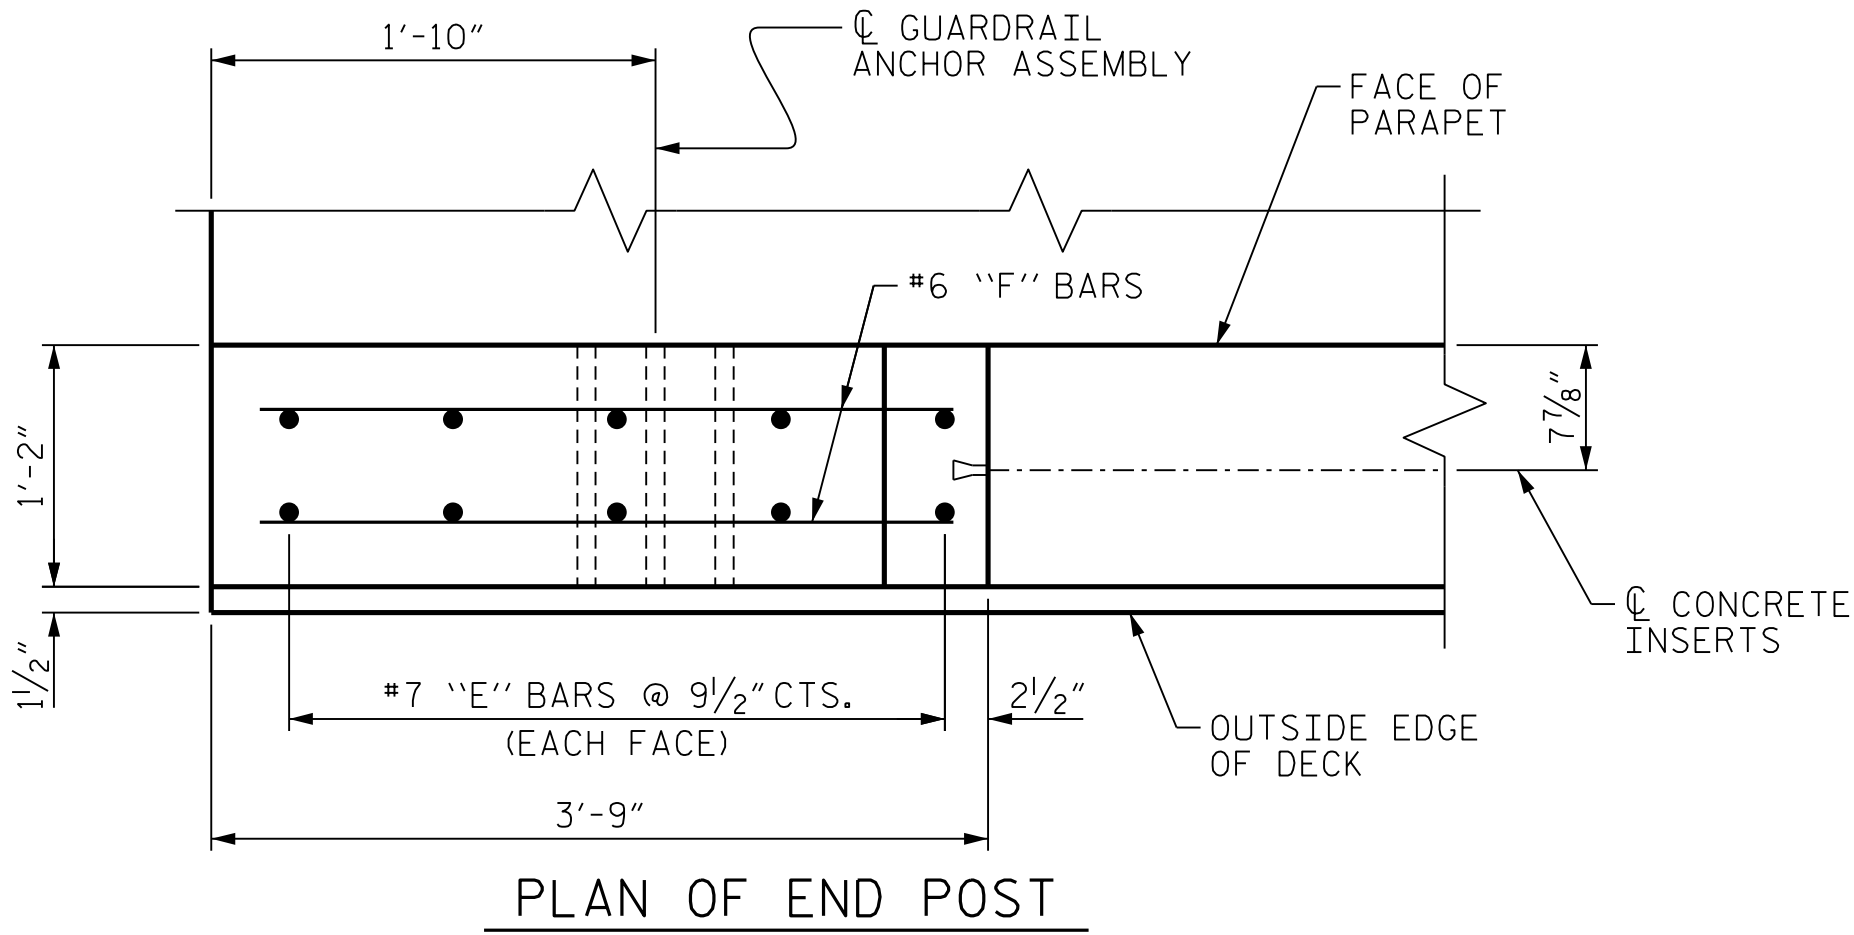 1'-10"
℄ GUARDRAIL
ANCHOR ASSEMBLY
FACE OF
PARAPET
#6 "F" BARS
1'-2"
7⅞"
1½"
℄ CONCRETE
INSERTS
#7 "E" BARS @ 9½" CTS.
(EACH FACE)
2½"
OUTSIDE EDGE
OF DECK
3'-9"
PLAN OF END POST